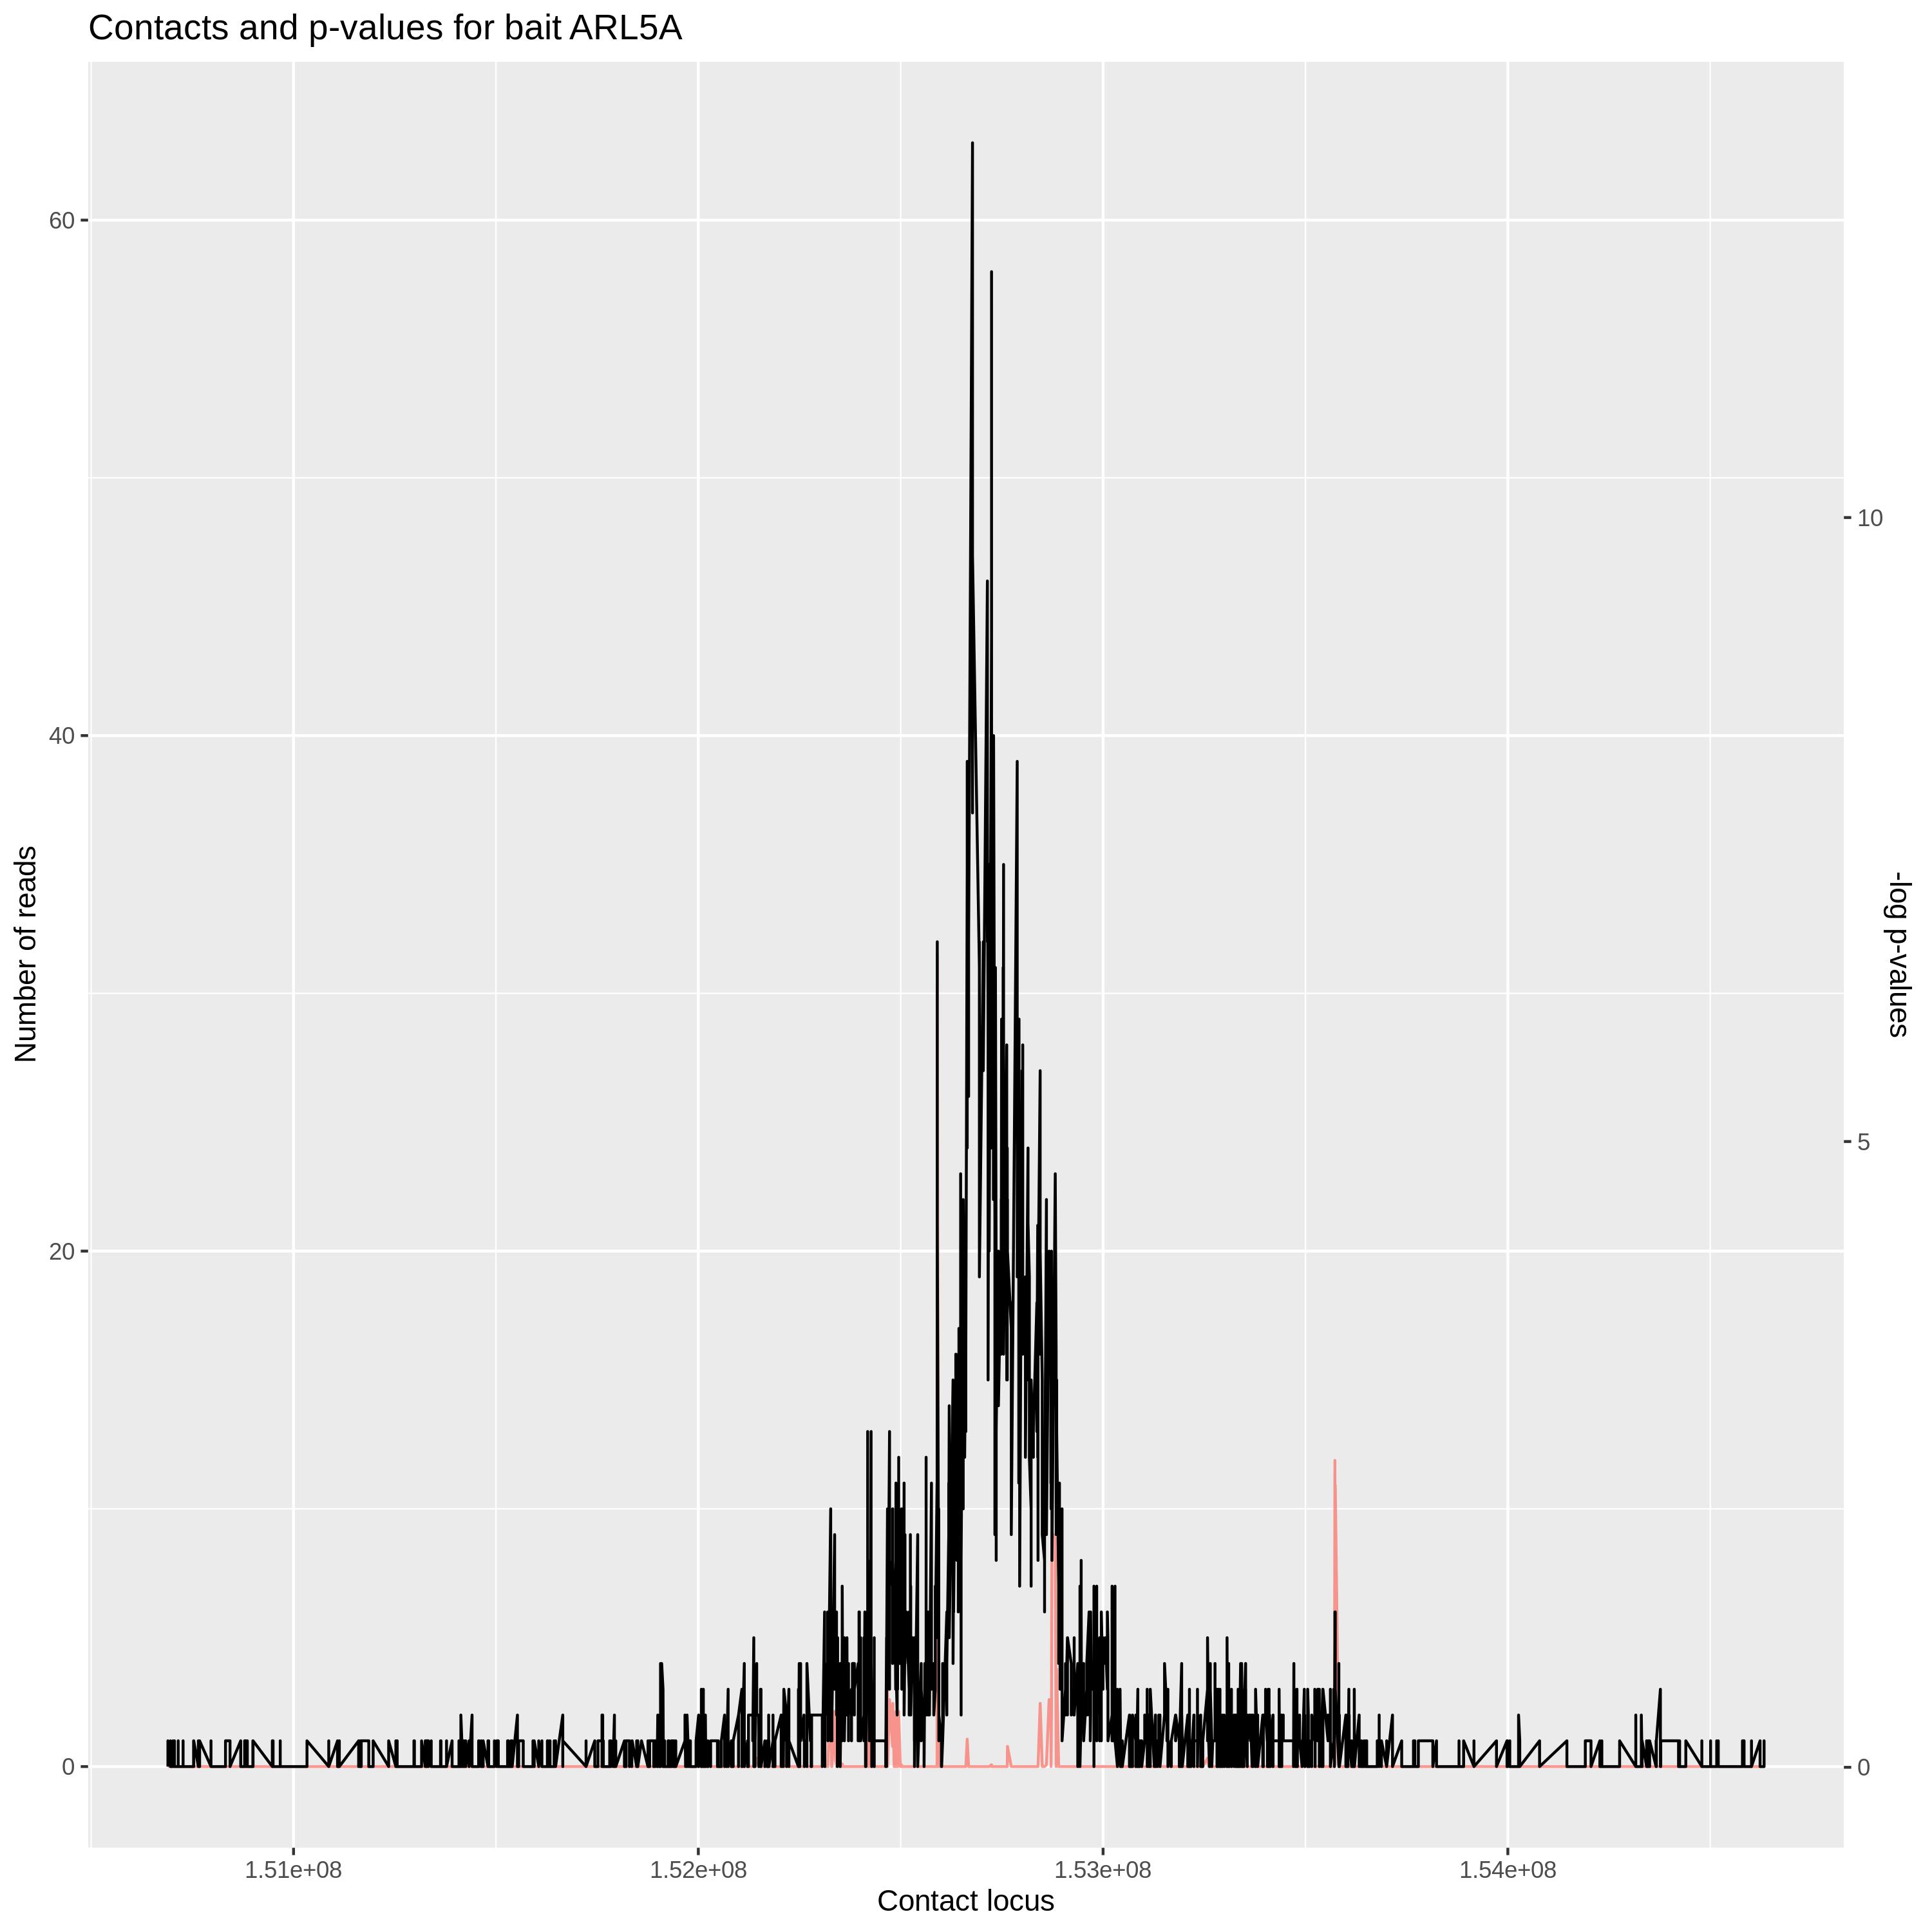 Contacts and p-values for bait ARL5A
60
40
20
0
10
5
0
Number of reads
-log p-values
1.51e+08
1.52e+08
1.53e+08
1.54e+08
Contact locus